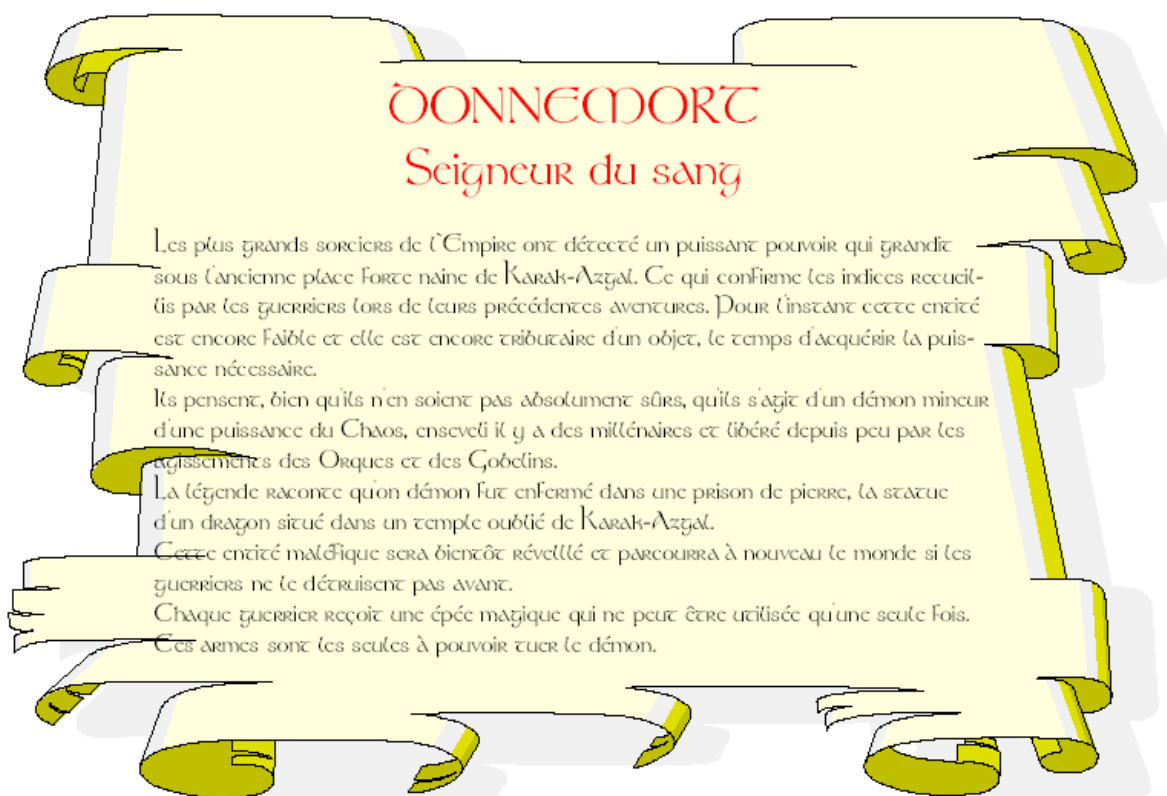 DONNEMORT
Seigneur du sang
Les plus grands sorciers de l'Empire ont détecté un puissant pouvoir qui grandit
sous l'ancienne place forte naine de Karak-Azgal. Ce qui confirme les indices recueil-
lis par les guerriers lors de leurs précédentes aventures. Pour l'instant cette entité
est encore faible et elle est encore tributaire d'un objet, le temps d'acquérir la puis-
sance nécessaire.
Ils pensent, bien qu'ils n'en soient pas absolument sûrs, qu'ils s'agit d'un démon mineur
d'une puissance du Chaos, enseveli il y a des millénaires et libéré depuis peu par les
agissements des Orques et des Gobelins.
La légende raconte qu'on démon fut enfermé dans une prison de pierre, la statue
d'un dragon situé dans un temple oublié de Karak-Azgal.
Cette entité maléfique sera bientôt réveillé et parcourra à nouveau le monde si les
guerriers ne le détruisent pas avant.
Chaque guerrier reçoit une épée magique qui ne peut être utilisée qu'une seule fois.
Ces armes sont les seules à pouvoir tuer le démon.